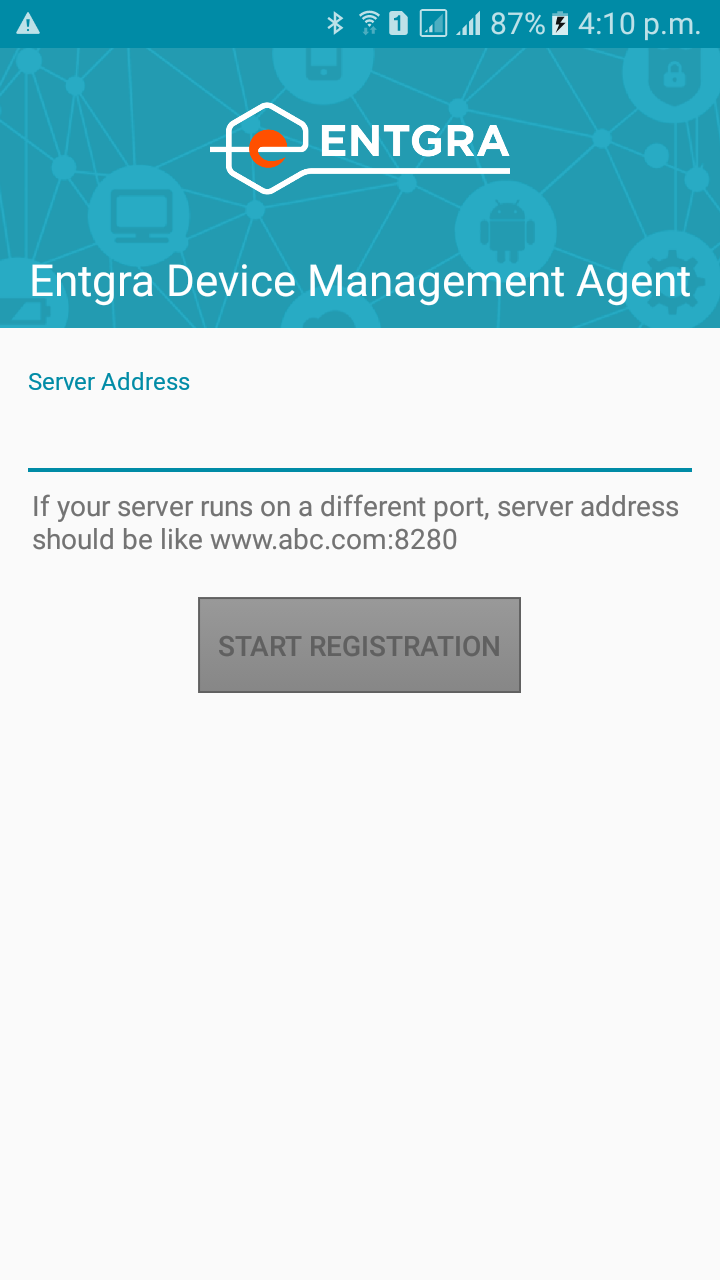 1 87% 4:10 p.m.
ENTGRA
Entgra Device Management Agent
Server Address
If your server runs on a different port, server address
should be like www.abc.com:8280
START REGISTRATION